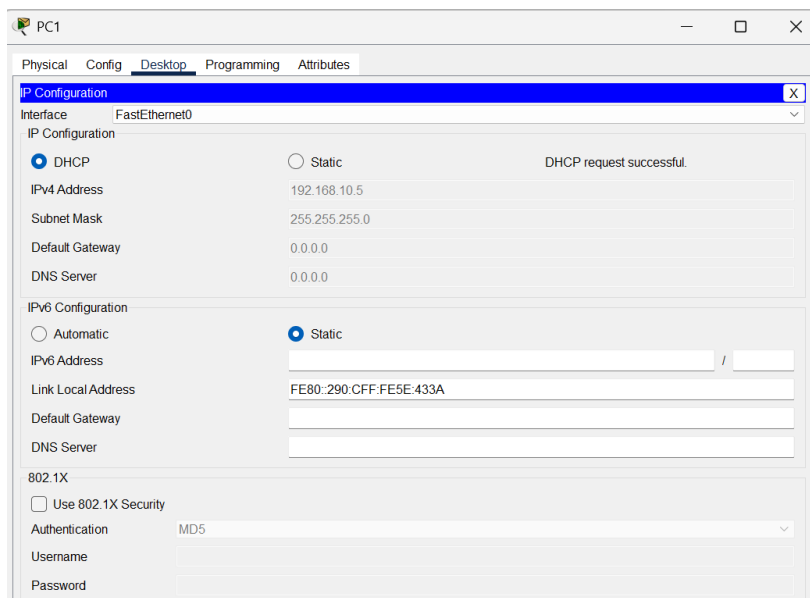 PC1
Physical Config Desktop Programming Attributes
IP Configuration X
Interface FastEthernet0
IP Configuration
DHCP Static DHCP request successful.
IPv4 Address 192.168.10.5
Subnet Mask 255.255.255.0
Default Gateway 0.0.0.0
DNS Server 0.0.0.0
IPv6 Configuration
Automatic Static
IPv6 Address /
Link Local Address FE80::290:CFF:FE5E:433A
Default Gateway
DNS Server
802.1X
Use 802.1X Security
Authentication MD5
Username
Password